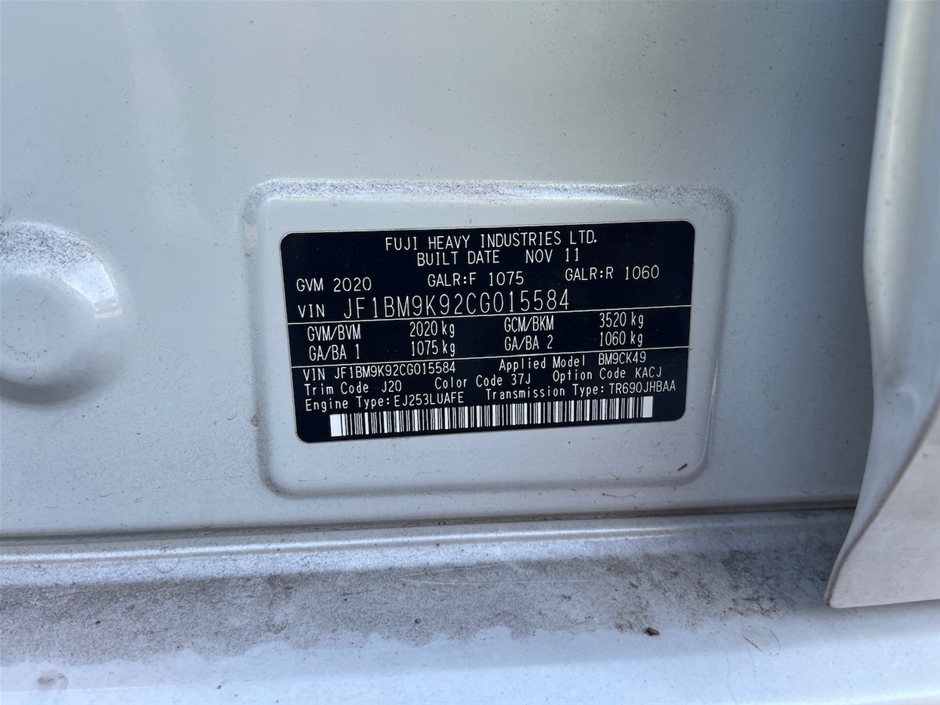 FUJI HEAVY INDUSTRIES LTD.
BUILT DATE NOV 11
GVM 2020 GALR:F 1075 GALR:R 1060
VIN JF1BM9K92CG015584
GVM/BVM 2020 kg GCM/BKM 3520 kg
GA/BA 1 1075 kg GA/BA 2 1060 kg
VIN JF1BM9K92CG015584 Applied Model BM9CK49
Trim Code J20 Color Code 37J Option Code KACJ
Engine Type:EJ253LUAFE Transmission Type:TR690JHBAA